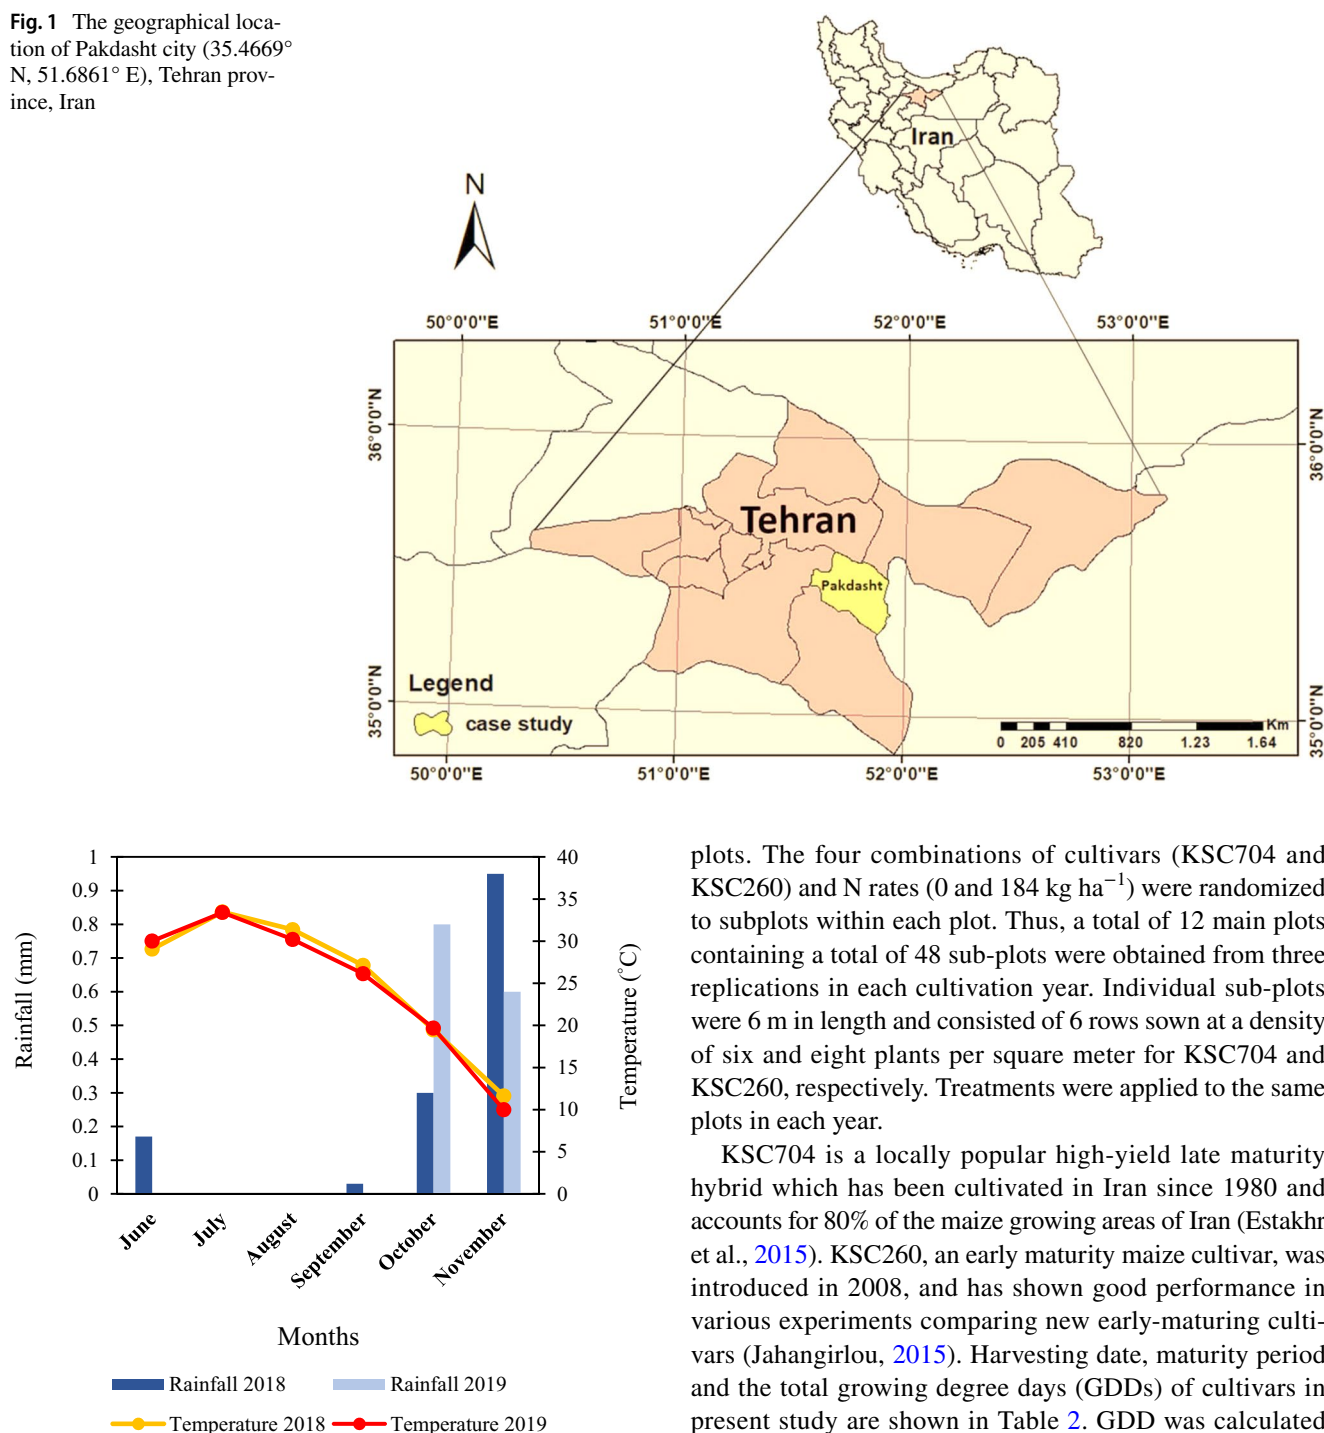 Fig. 1 The geographical loca-
tion of Pakdasht city (35.4669°
N, 51.6861° E), Tehran prov-
ince, Iran
Iran
N
50°0'0"E
51°0'0"E
52°0'0"E
53°0'0"E
36°0'0"N
36°0'0"N
Tehran
Pakdasht
35°0'0"N
35°0'0"N
Legend
case study
Km
0 205 410 820 1.23 1.64
50°0'0"E
51°0'0"E
52°0'0"E
53°0'0"E
Rainfall (mm)
1
0.9
0.8
0.7
0.6
0.5
0.4
0.3
0.2
0.1
0
40
35
30
25
20
15
10
5
0
Temperature (˚C)
June
July
August
September
October
November
Months
Rainfall 2018
Rainfall 2019
Temperature 2018
Temperature 2019
plots. The four combinations of cultivars (KSC704 and
KSC260) and N rates (0 and 184 kg ha⁻¹) were randomized
to subplots within each plot. Thus, a total of 12 main plots
containing a total of 48 sub-plots were obtained from three
replications in each cultivation year. Individual sub-plots
were 6 m in length and consisted of 6 rows sown at a density
of six and eight plants per square meter for KSC704 and
KSC260, respectively. Treatments were applied to the same
plots in each year.
KSC704 is a locally popular high-yield late maturity
hybrid which has been cultivated in Iran since 1980 and
accounts for 80% of the maize growing areas of Iran (Estakhr
et al., 2015). KSC260, an early maturity maize cultivar, was
introduced in 2008, and has shown good performance in
various experiments comparing new early-maturing culti-
vars (Jahangirlou, 2015). Harvesting date, maturity period
and the total growing degree days (GDDs) of cultivars in
present study are shown in Table 2. GDD was calculated